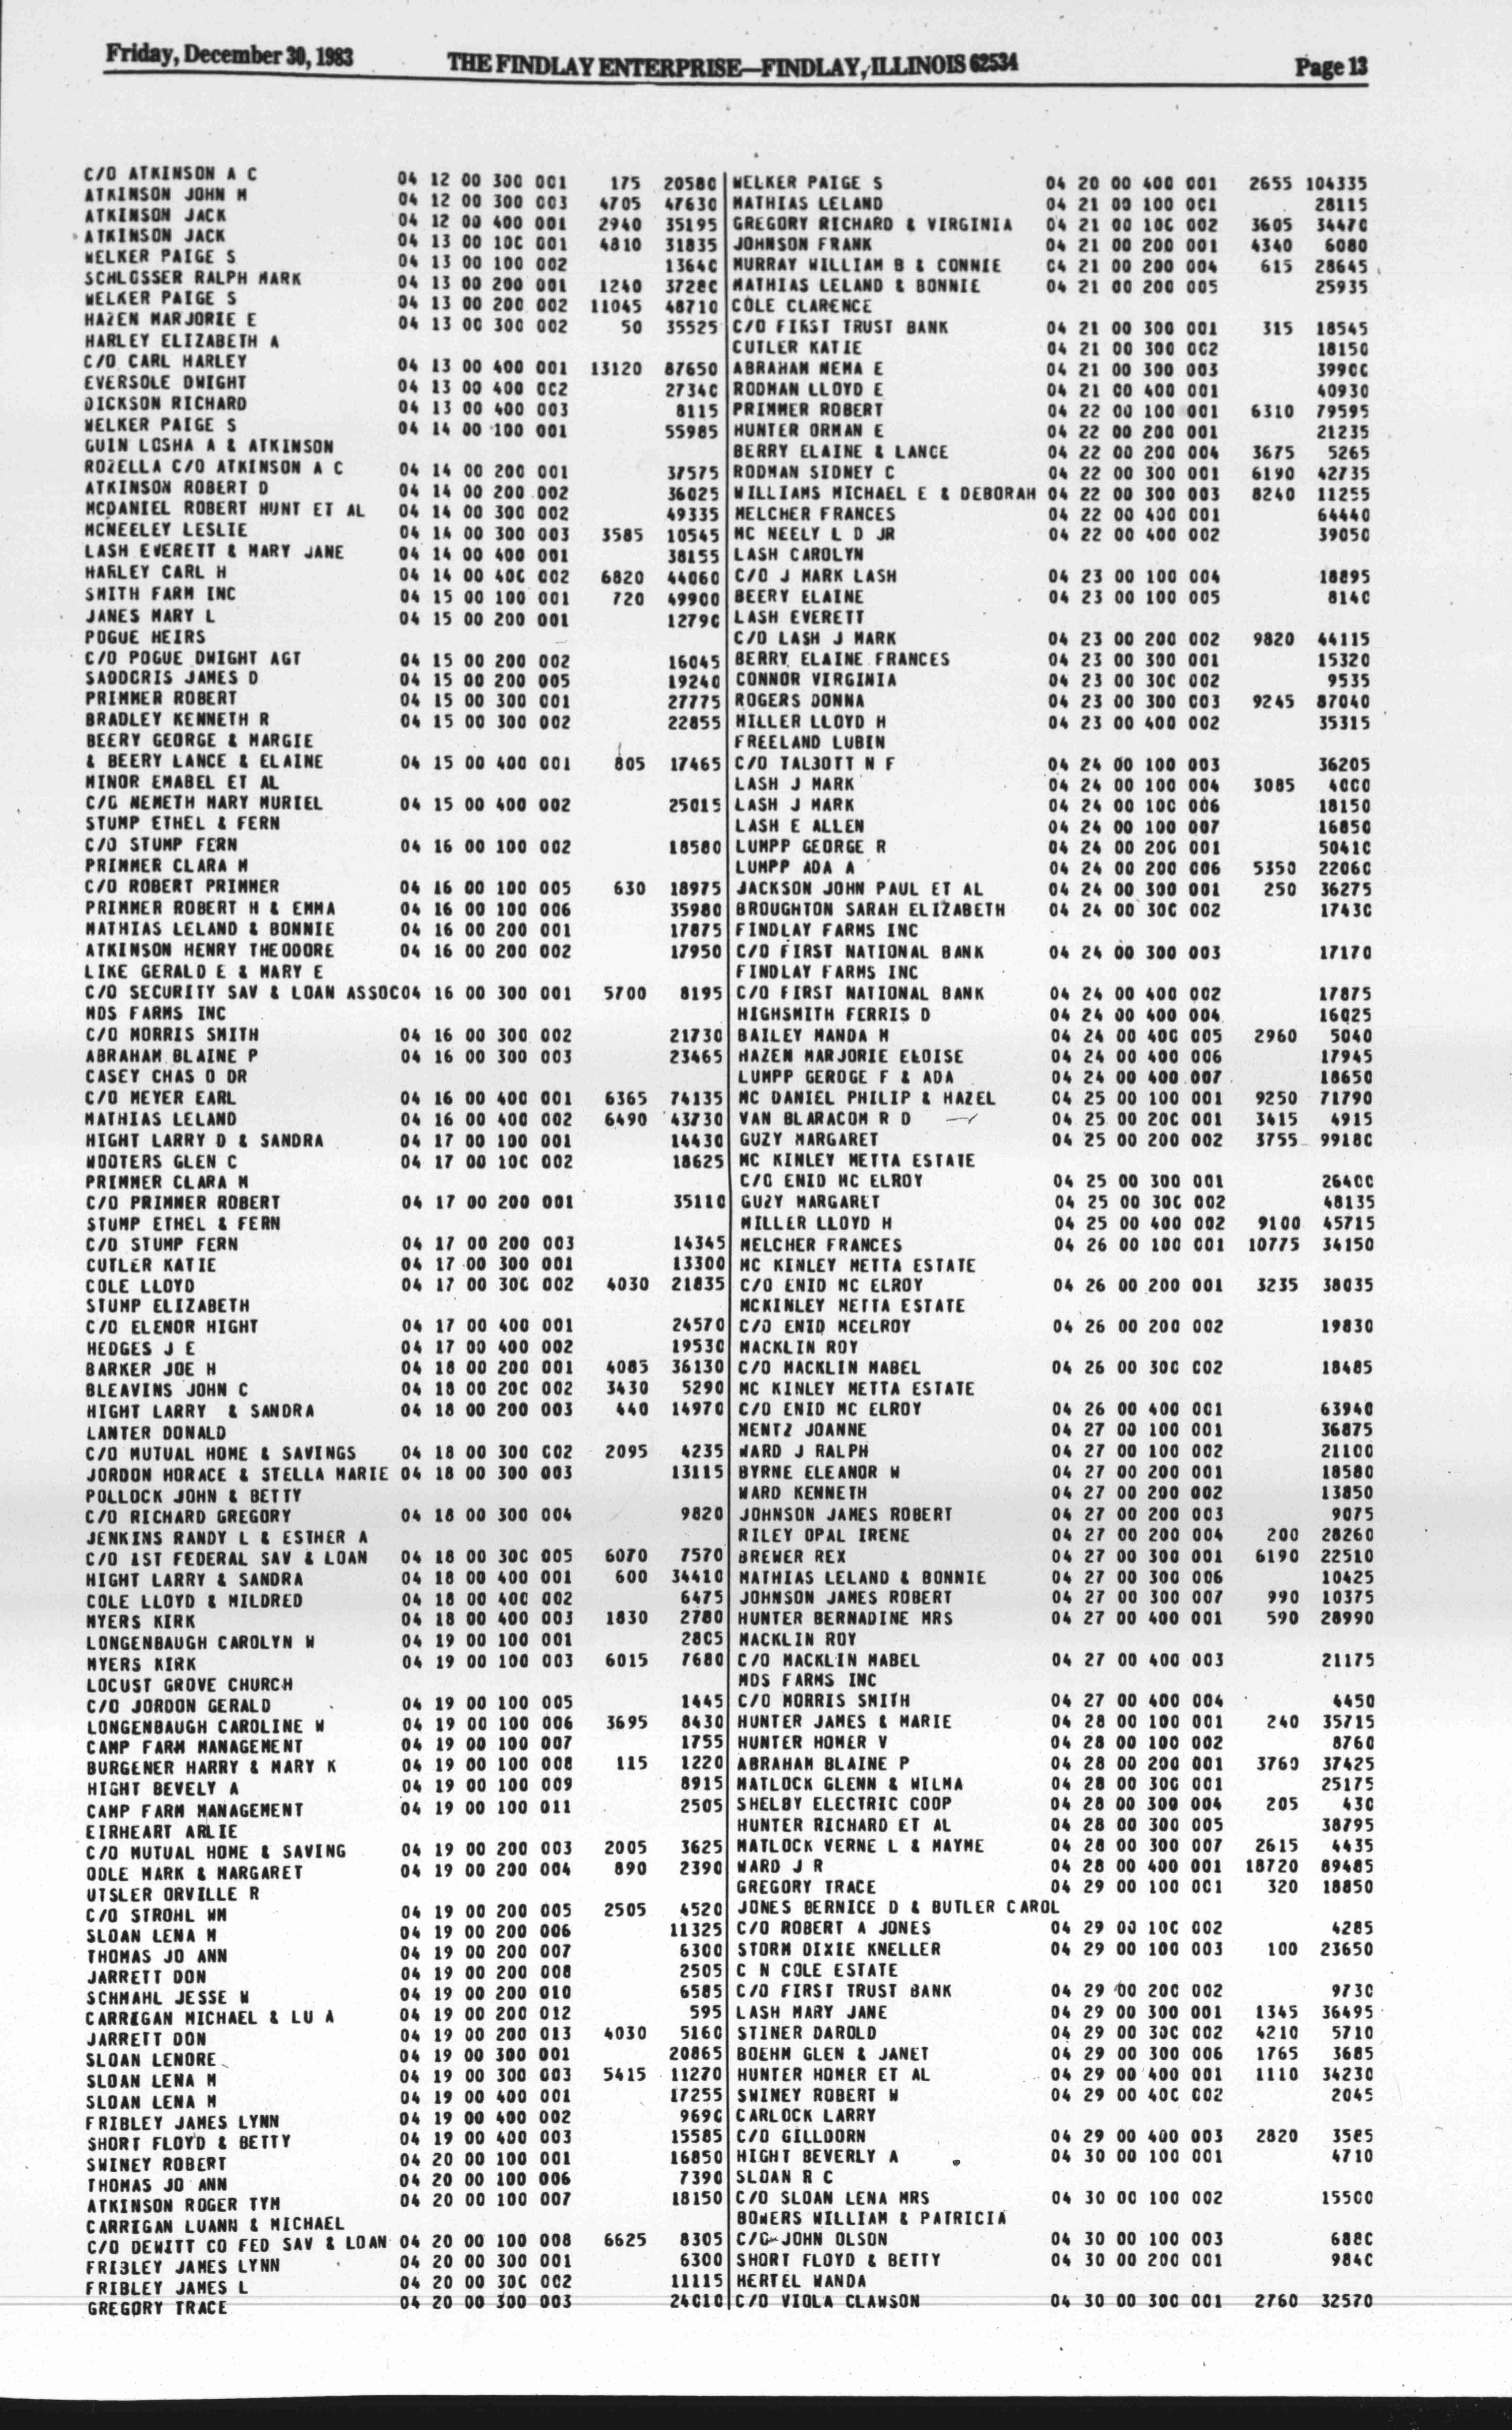 Friday, December 30, 1983 THE FINDLAY ENTERPRISE—FINDLAY, ILLINOIS 62534 Page 13
C/O ATKINSON A C 04 12 00 300 001 175 20580
ATKINSON JOHN M 04 12 00 300 003 4705 47630
ATKINSON JACK 04 12 00 400 001 2940 35195
ATKINSON JACK 04 13 00 100 001 4810 31835
WELKER PAIGE S 04 13 00 100 002 13640
SCHLOSSER RALPH MARK 04 13 00 200 001 1240 37280
WELKER PAIGE S 04 13 00 200 002 11045 48710
HAZEN MARJORIE E 04 13 00 300 002 50 35525
HARLEY ELIZABETH A
C/O CARL HARLEY 04 13 00 400 001 13120 87650
EVERSOLE DWIGHT 04 13 00 400 002 27340
DICKSON RICHARD 04 13 00 400 003 8115
WELKER PAIGE S 04 14 00 100 001 55985
GUIN LOSHA A & ATKINSON
ROZELLA C/O ATKINSON A C 04 14 00 200 001 37575
ATKINSON ROBERT D 04 14 00 200 002 36025
MCDANIEL ROBERT HUNT ET AL 04 14 00 300 002 49335
MCNEELEY LESLIE 04 14 00 300 003 3585 10545
LASH EVERETT & MARY JANE 04 14 00 400 001 38155
HARLEY CARL H 04 14 00 400 002 6820 44060
SMITH FARM INC 04 15 00 100 001 720 49900
JANES MARY L 04 15 00 200 001 12790
POGUE HEIRS
C/O POGUE DWIGHT AGT 04 15 00 200 002 16045
SADDORIS JAMES D 04 15 00 200 005 19240
PRIMMER ROBERT 04 15 00 300 001 27775
BRADLEY KENNETH R 04 15 00 300 002 22855
BEERY GEORGE & MARGIE
& BEERY LANCE & ELAINE 04 15 00 400 001 805 17465
MINOR EMABEL ET AL
C/O NEMETH MARY MURIEL 04 15 00 400 002 25015
STUMP ETHEL & FERN
C/O STUMP FERN 04 16 00 100 002 18580
PRIMMER CLARA M
C/O ROBERT PRIMMER 04 16 00 100 005 630 18975
PRIMMER ROBERT H & EMMA 04 16 00 100 006 35980
MATHIAS LELAND & BONNIE 04 16 00 200 001 17875
ATKINSON HENRY THEODORE 04 16 00 200 002 17950
LIKE GERALD E & MARY E
C/O SECURITY SAV & LOAN ASSOC04 16 00 300 001 5700 8195
MDS FARMS INC
C/O MORRIS SMITH 04 16 00 300 002 21730
ABRAHAM BLAINE P 04 16 00 300 003 23465
CASEY CHAS O DR
C/O MEYER EARL 04 16 00 400 001 6365 74135
MATHIAS LELAND 04 16 00 400 002 6490 43730
HIGHT LARRY D & SANDRA 04 17 00 100 001 14430
WOOTERS GLEN C 04 17 00 100 002 18625
PRIMMER CLARA M
C/O PRIMMER ROBERT 04 17 00 200 001 35110
STUMP ETHEL & FERN
C/O STUMP FERN 04 17 00 200 003 14345
CUTLER KATIE 04 17 00 300 001 13300
COLE LLOYD 04 17 00 300 002 4030 21835
STUMP ELIZABETH
C/O ELENOR HIGHT 04 17 00 400 001 24570
HEDGES J E 04 17 00 400 002 19530
BARKER JOE H 04 18 00 200 001 4085 36130
BLEAVINS JOHN C 04 18 00 200 002 3430 5290
HIGHT LARRY & SANDRA 04 18 00 200 003 440 14970
LANTER DONALD
C/O MUTUAL HOME & SAVINGS 04 18 00 300 002 2095 4235
JORDON HORACE & STELLA MARIE 04 18 00 300 003 13115
POLLOCK JOHN & BETTY
C/O RICHARD GREGORY 04 18 00 300 004 9820
JENKINS RANDY L & ESTHER A
C/O 1ST FEDERAL SAV & LOAN 04 18 00 300 005 6070 7570
HIGHT LARRY & SANDRA 04 18 00 400 001 600 34410
COLE LLOYD & MILDRED 04 18 00 400 002 6475
MYERS KIRK 04 18 00 400 003 1830 2780
LONGENBAUGH CAROLYN W 04 19 00 100 001 2805
MYERS KIRK 04 19 00 100 003 6015 7680
LOCUST GROVE CHURCH
C/O JORDON GERALD 04 19 00 100 005 1445
LONGENBAUGH CAROLINE W 04 19 00 100 006 3695 8430
CAMP FARM MANAGEMENT 04 19 00 100 007 1755
BURGENER HARRY & MARY K 04 19 00 100 008 115 1220
HIGHT BEVELY A 04 19 00 100 009 8915
CAMP FARM MANAGEMENT 04 19 00 100 011 2505
EIRHEART ARLIE
C/O MUTUAL HOME & SAVING 04 19 00 200 003 2005 3625
ODLE MARK & MARGARET 04 19 00 200 004 890 2390
UTSLER ORVILLE R
C/O STROHL WM 04 19 00 200 005 2505 4520
SLOAN LENA M 04 19 00 200 006 11325
THOMAS JO ANN 04 19 00 200 007 6300
JARRETT DON 04 19 00 200 008 2505
SCHMAHL JESSE W 04 19 00 200 010 6585
CARRIGAN MICHAEL & LU A 04 19 00 200 012 595
JARRETT DON 04 19 00 200 013 4030 5160
SLOAN LENORE 04 19 00 300 001 20865
SLOAN LENA M 04 19 00 300 003 5415 11270
SLOAN LENA M 04 19 00 400 001 17255
FRIBLEY JAMES LYNN 04 19 00 400 002 9690
SHORT FLOYD & BETTY 04 19 00 400 003 15585
SWINEY ROBERT 04 20 00 100 001 16850
THOMAS JO ANN 04 20 00 100 006 7390
ATKINSON ROGER TYM 04 20 00 100 007 18150
CARRIGAN LUANN & MICHAEL
C/O DEWITT CO FED SAV & LOAN 04 20 00 100 008 6625 8305
FRIBLEY JAMES LYNN 04 20 00 300 001 6300
FRIBLEY JAMES L 04 20 00 300 002 11115
GREGORY TRACE 04 20 00 300 003 24010
WELKER PAIGE S 04 20 00 400 001 2655 104335
MATHIAS LELAND 04 21 00 100 001 28115
GREGORY RICHARD & VIRGINIA 04 21 00 100 002 3605 34470
JOHNSON FRANK 04 21 00 200 001 4340 6080
MURRAY WILLIAM B & CONNIE 04 21 00 200 004 615 28645
MATHIAS LELAND & BONNIE 04 21 00 200 005 25935
COLE CLARENCE
C/O FIRST TRUST BANK 04 21 00 300 001 315 18545
CUTLER KATIE 04 21 00 300 002 18150
ABRAHAM NEMA E 04 21 00 300 003 39900
RODMAN LLOYD E 04 21 00 400 001 40930
PRIMMER ROBERT 04 22 00 100 001 6310 79595
HUNTER ORMAN E 04 22 00 200 001 21235
BERRY ELAINE & LANCE 04 22 00 200 004 3675 5265
RODMAN SIDNEY C 04 22 00 300 001 6190 42735
WILLIAMS MICHAEL E & DEBORAH 04 22 00 300 003 8240 11255
MELCHER FRANCES 04 22 00 400 001 64440
MC NEELY L D JR 04 22 00 400 002 39050
LASH CAROLYN
C/O J MARK LASH 04 23 00 100 004 18895
BEERY ELAINE 04 23 00 100 005 8140
LASH EVERETT
C/O LASH J MARK 04 23 00 200 002 9820 44115
BERRY ELAINE FRANCES 04 23 00 300 001 15320
CONNOR VIRGINIA 04 23 00 300 002 9535
ROGERS DONNA 04 23 00 300 003 9245 87040
MILLER LLOYD H 04 23 00 400 002 35315
FREELAND LUBIN
C/O TALBOTT N F 04 24 00 100 003 36205
LASH J MARK 04 24 00 100 004 3085 4000
LASH J MARK 04 24 00 100 006 18150
LASH E ALLEN 04 24 00 100 007 16850
LUMPP GEORGE R 04 24 00 200 001 50410
LUMPP ADA A 04 24 00 200 006 5350 22060
JACKSON JOHN PAUL ET AL 04 24 00 300 001 250 36275
BROUGHTON SARAH ELIZABETH 04 24 00 300 002 17430
FINDLAY FARMS INC
C/O FIRST NATIONAL BANK 04 24 00 300 003 17170
FINDLAY FARMS INC
C/O FIRST NATIONAL BANK 04 24 00 400 002 17875
HIGHSMITH FERRIS D 04 24 00 400 004 16025
BAILEY MANDA M 04 24 00 400 005 2960 5040
HAZEN MARJORIE ELOISE 04 24 00 400 006 17945
LUMPP GEROGE F & ADA 04 24 00 400 007 18650
MC DANIEL PHILIP & HAZEL 04 25 00 100 001 9250 71790
VAN BLARACOM R D 04 25 00 200 001 3415 4915
GUZY MARGARET 04 25 00 200 002 3755 99180
MC KINLEY METTA ESTATE
C/O ENID MC ELROY 04 25 00 300 001 26400
GUZY MARGARET 04 25 00 300 002 48135
MILLER LLOYD H 04 25 00 400 002 9100 45715
MELCHER FRANCES 04 26 00 100 001 10775 34150
MC KINLEY METTA ESTATE
C/O ENID MC ELROY 04 26 00 200 001 3235 38035
MCKINLEY METTA ESTATE
C/O ENID MCELROY 04 26 00 200 002 19830
MACKLIN ROY
C/O MACKLIN MABEL 04 26 00 300 002 18485
MC KINLEY METTA ESTATE
C/O ENID MC ELROY 04 26 00 400 001 63940
MENTZ JOANNE 04 27 00 100 001 36875
WARD J RALPH 04 27 00 100 002 21100
BYRNE ELEANOR W 04 27 00 200 001 18580
WARD KENNETH 04 27 00 200 002 13850
JOHNSON JAMES ROBERT 04 27 00 200 003 9075
RILEY OPAL IRENE 04 27 00 200 004 200 28260
BREWER REX 04 27 00 300 001 6190 22510
MATHIAS LELAND & BONNIE 04 27 00 300 006 10425
JOHNSON JAMES ROBERT 04 27 00 300 007 990 10375
HUNTER BERNADINE MRS 04 27 00 400 001 590 28990
MACKLIN ROY
C/O MACKLIN MABEL 04 27 00 400 003 21175
MDS FARMS INC
C/O MORRIS SMITH 04 27 00 400 004 4450
HUNTER JAMES & MARIE 04 28 00 100 001 240 35715
HUNTER HOMER V 04 28 00 100 002 8760
ABRAHAM BLAINE P 04 28 00 200 001 3760 37425
MATLOCK GLENN & WILMA 04 28 00 300 001 25175
SHELBY ELECTRIC COOP 04 28 00 300 004 205 430
HUNTER RICHARD ET AL 04 28 00 300 005 38795
MATLOCK VERNE L & MAYME 04 28 00 300 007 2615 4435
WARD J R 04 28 00 400 001 18720 89485
GREGORY TRACE 04 29 00 100 001 320 18850
JONES BERNICE D & BUTLER CAROL
C/O ROBERT A JONES 04 29 00 100 002 4285
STORM DIXIE KNELLER 04 29 00 100 003 100 23650
C N COLE ESTATE
C/O FIRST TRUST BANK 04 29 00 200 002 9730
LASH MARY JANE 04 29 00 300 001 1345 36495
STINER DAROLD 04 29 00 300 002 4210 5710
BOEHM GLEN & JANET 04 29 00 300 006 1765 3685
HUNTER HOMER ET AL 04 29 00 400 001 1110 34230
SWINEY ROBERT W 04 29 00 400 002 2045
CARLOCK LARRY
C/O GILLOORN 04 29 00 400 003 2820 3585
HIGHT BEVERLY A 04 30 00 100 001 4710
SLOAN R C
C/O SLOAN LENA MRS 04 30 00 100 002 15500
BOWERS WILLIAM & PATRICIA
C/O JOHN OLSON 04 30 00 100 003 6880
SHORT FLOYD & BETTY 04 30 00 200 001 9840
HERTEL WANDA
C/O VIOLA CLAWSON 04 30 00 300 001 2760 32570